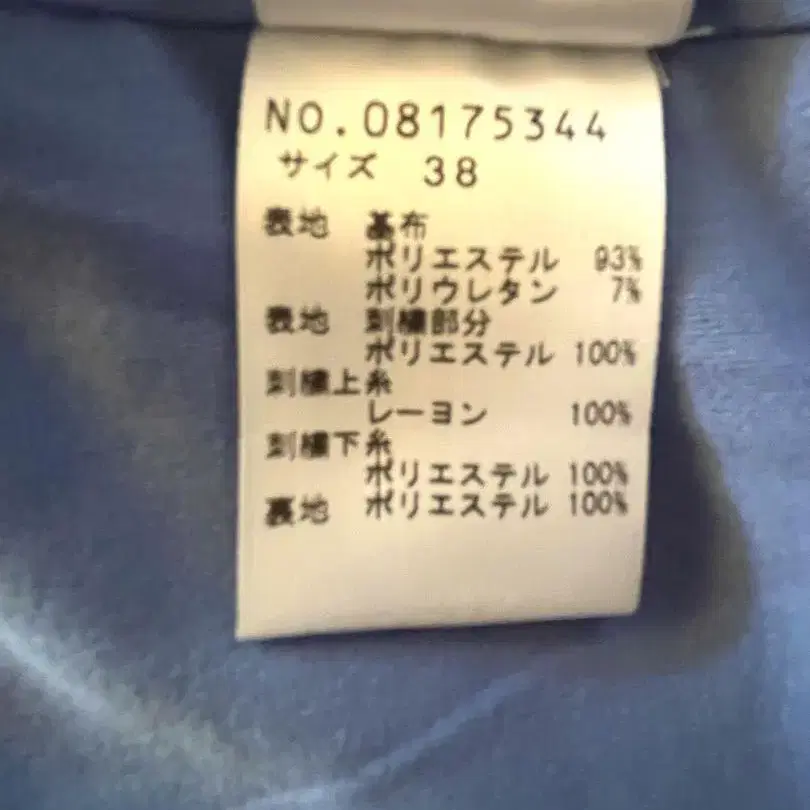 NO.08175344
サイズ 38
表地 基布
ポリエステル 93%
ポリウレタン 7%
表地 刺繍部分
ポリエステル 100%
刺繍上糸
レーヨン 100%
刺繍下糸
ポリエステル 100%
裏地 ポリエステル 100%